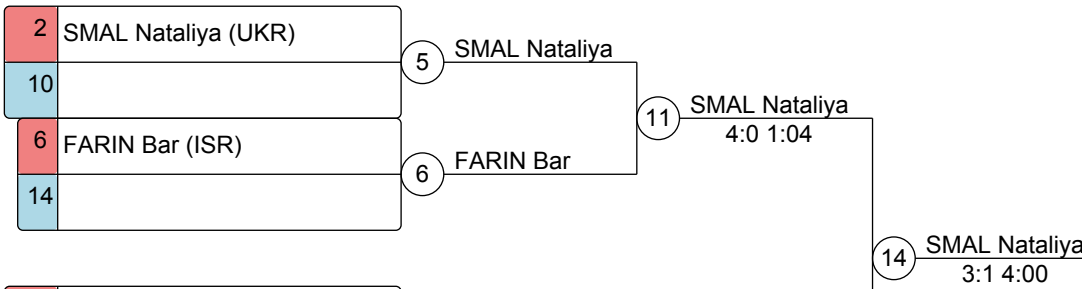 2 SMAL Nataliya (UKR)
10
5 SMAL Nataliya
6 FARIN Bar (ISR)
14
6 FARIN Bar
11 SMAL Nataliya
4:0 1:04
14 SMAL Nataliya
3:1 4:00